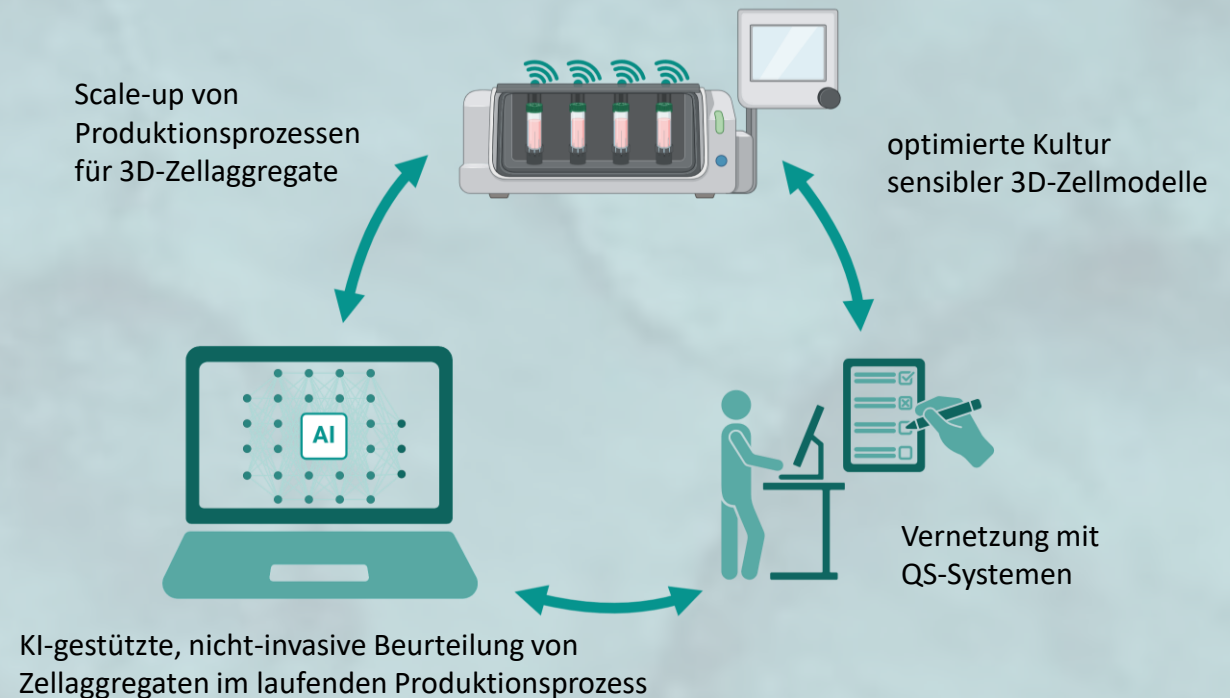 Scale-up von
Produktionsprozessen
für 3D-Zellaggregate
optimierte Kultur
sensibler 3D-Zellmodelle
AI
Vernetzung mit
QS-Systemen
KI-gestützte, nicht-invasive Beurteilung von
Zellaggregaten im laufenden Produktionsprozess